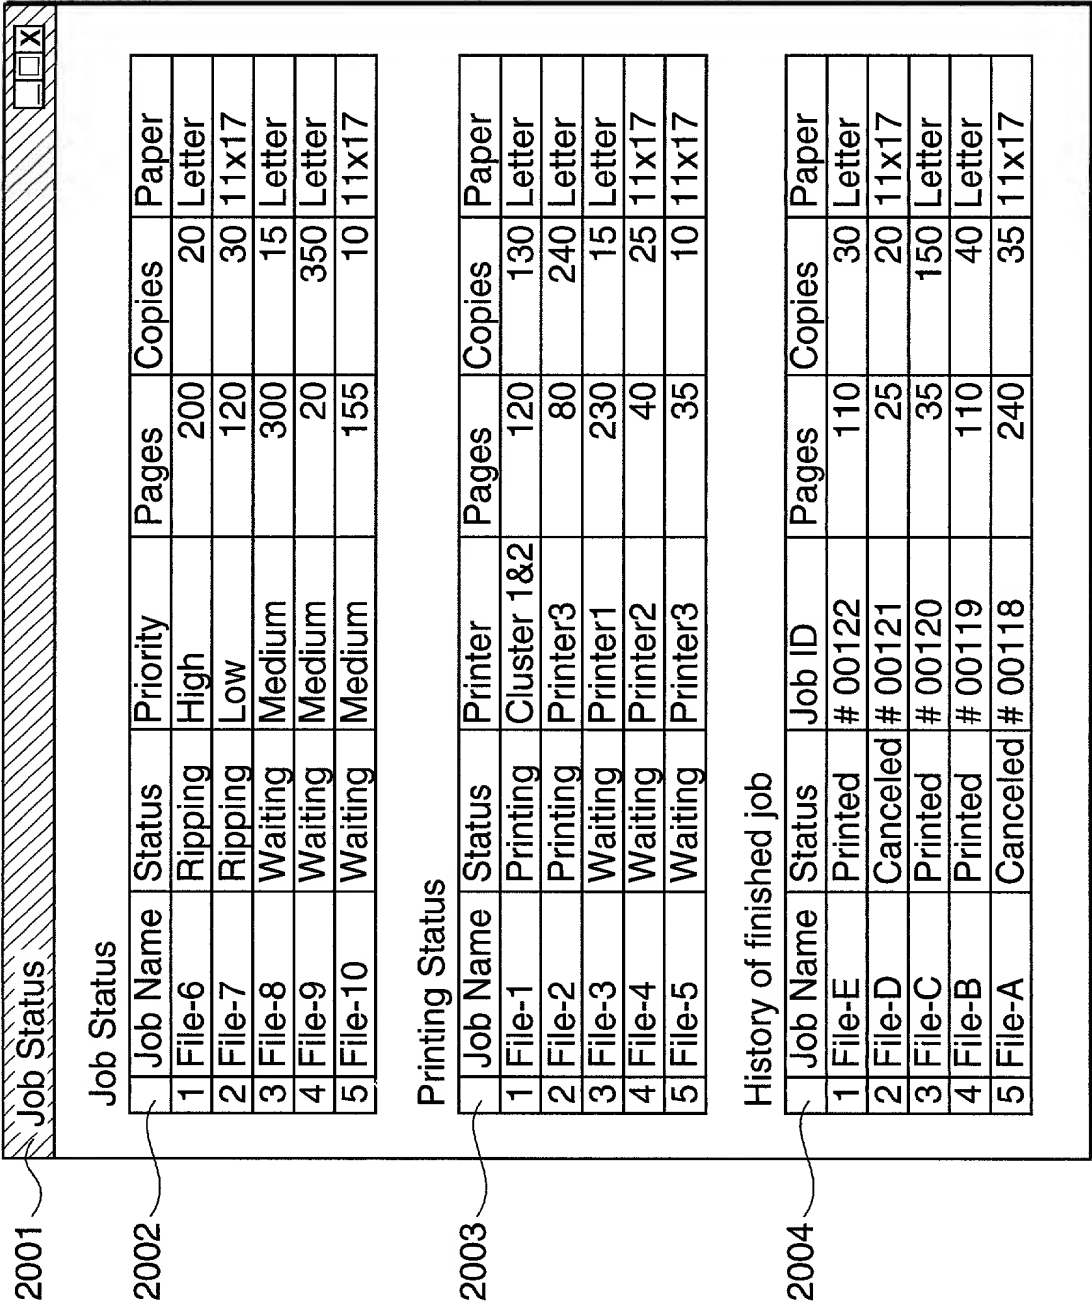 2001
Job Status
X
2002
Job Status
Job Name Status Priority Pages Copies Paper
1 File-6 Ripping High 200 20 Letter
2 File-7 Ripping Low 120 30 11x17
3 File-8 Waiting Medium 300 15 Letter
4 File-9 Waiting Medium 20 350 Letter
5 File-10 Waiting Medium 155 10 11x17
2003
Printing Status
Job Name Status Printer Pages Copies Paper
1 File-1 Printing Cluster 1&2 120 130 Letter
2 File-2 Printing Printer3 80 240 Letter
3 File-3 Waiting Printer1 230 15 Letter
4 File-4 Waiting Printer2 40 25 11x17
5 File-5 Waiting Printer3 35 10 11x17
2004
History of finished job
Job Name Status Job ID Pages Copies Paper
1 File-E Printed # 00122 110 30 Letter
2 File-D Canceled # 00121 25 20 11x17
3 File-C Printed # 00120 35 150 Letter
4 File-B Printed # 00119 110 40 Letter
5 File-A Canceled # 00118 240 35 11x17